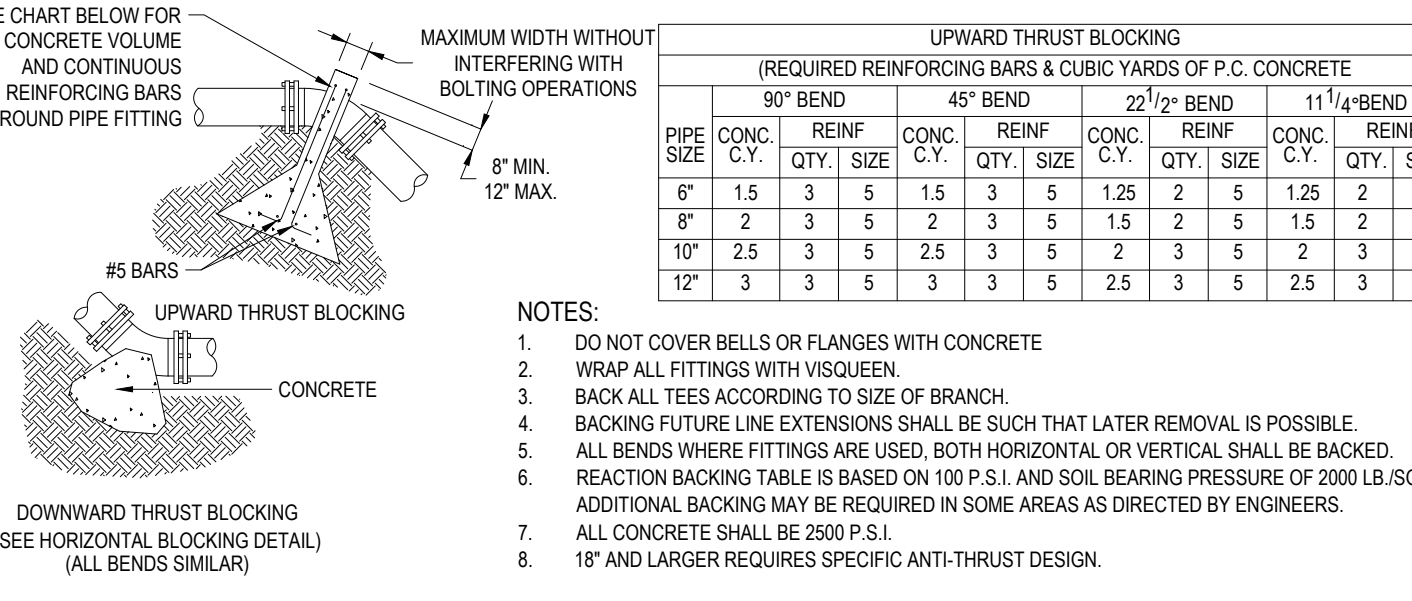 CHART BELOW FOR
CONCRETE VOLUME
AND CONTINUOUS
REINFORCING BARS
PIPE FITTING
MAXIMUM WIDTH WITHOUT
INTERFERING WITH
BOLTING OPERATIONS
8" MIN.
12" MAX.
#5 BARS
UPWARD THRUST BLOCKING
CONCRETE
DOWNWARD THRUST BLOCKING
SEE HORIZONTAL BLOCKING DETAIL)
(ALL BENDS SIMILAR)
UPWARD THRUST BLOCKING
(REQUIRED REINFORCING BARS & CUBIC YARDS OF P.C. CONCRETE
90° BEND 45° BEND 22 1/2° BEND 11 1/4°BEND
PIPE SIZE CONC. C.Y. REINF CONC. C.Y. REINF CONC. C.Y. REINF CONC. C.Y.
QTY. SIZE QTY. SIZE QTY. SIZE QTY.
6" 1.5 3 5 1.5 3 5 1.25 2 5 1.25 2
8" 2 3 5 2 3 5 1.5 2 5 1.5 2
10" 2.5 3 5 2.5 3 5 2 3 5 2 3
12" 3 3 5 3 3 5 2.5 3 5 2.5 3
NOTES:
1. DO NOT COVER BELLS OR FLANGES WITH CONCRETE
2. WRAP ALL FITTINGS WITH VISQUEEN.
3. BACK ALL TEES ACCORDING TO SIZE OF BRANCH.
4. BACKING FUTURE LINE EXTENSIONS SHALL BE SUCH THAT LATER REMOVAL IS POSSIBLE.
5. ALL BENDS WHERE FITTINGS ARE USED, BOTH HORIZONTAL OR VERTICAL SHALL BE BACKED.
6. REACTION BACKING TABLE IS BASED ON 100 P.S.I. AND SOIL BEARING PRESSURE OF 2000
ADDITIONAL BACKING MAY BE REQUIRED IN SOME AREAS AS DIRECTED BY ENGINEERS.
7. ALL CONCRETE SHALL BE 2500 P.S.I.
8. 18" AND LARGER REQUIRES SPECIFIC ANTI-THRUST DESIGN.